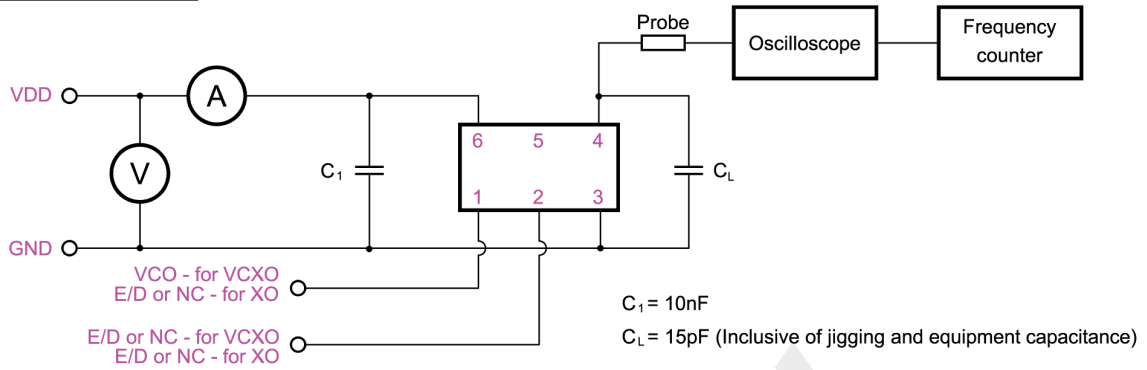 Probe
Oscilloscope
Frequency
counter
VDD
A
V
C1
6 5 4
1 2 3
CL
GND
VCO - for VCXO
E/D or NC - for XO
E/D or NC - for VCXO
E/D or NC - for XO
C1 = 10nF
CL = 15pF (Inclusive of jigging and equipment capacitance)